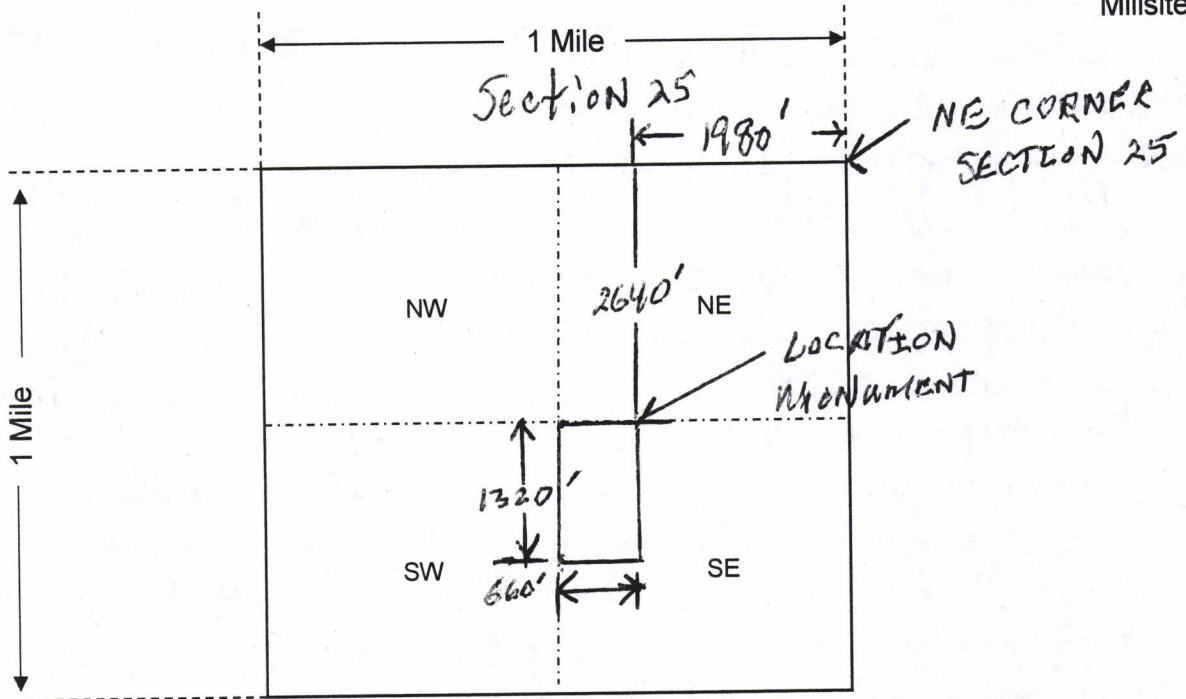 Millsite
1 Mile
Section 25
1980'
NE CORNER
SECTION 25
NW
2640'
NE
LOCATION
MONUMENT
1 Mile
1320'
SW
660'
SE